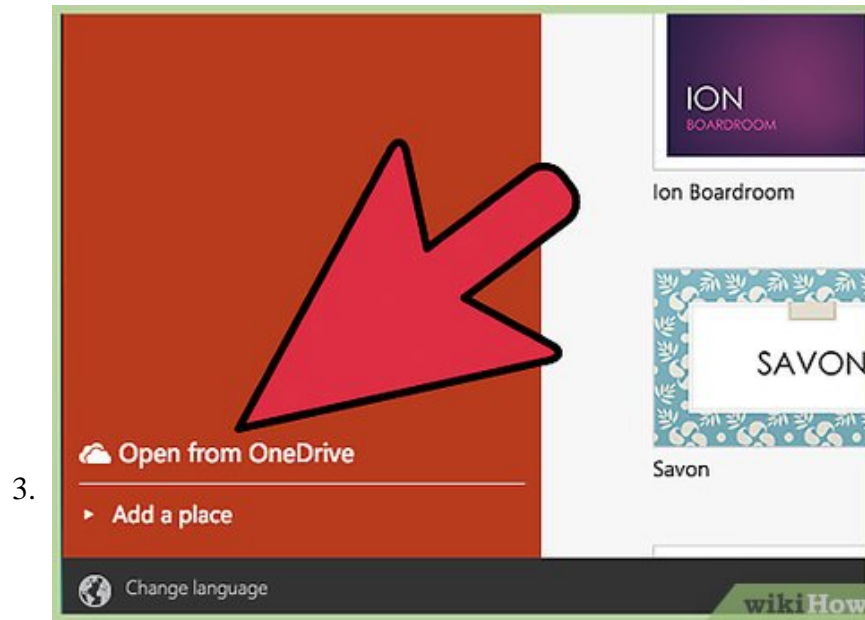 ION
BOARDROOM
Ion Boardroom
SAVON
Savon
Open from OneDrive
3.
Add a place
Change language
wikiHow